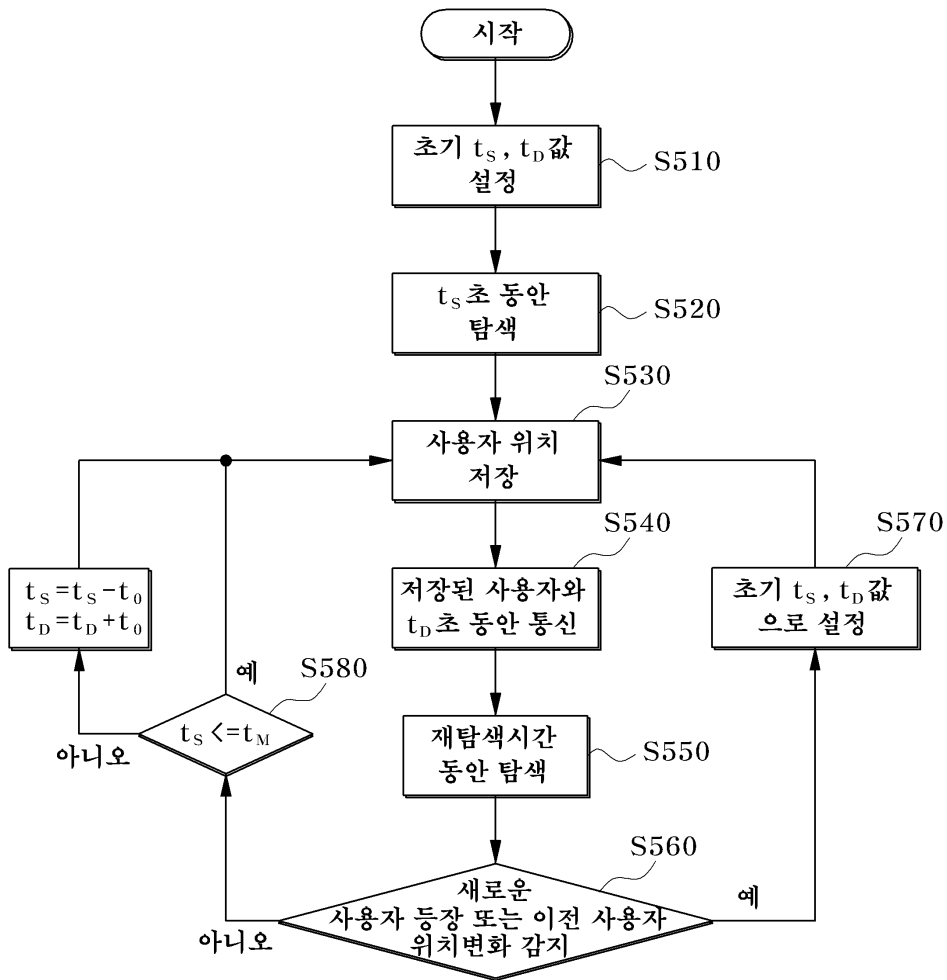 시작
초기 tS, tD값
설정
S510
tS초 동안
탐색
S520
S530
사용자 위치
저장
S540
저장된 사용자와
tD초 동안 통신
S570
초기 tS, tD값
으로 설정
tS=tS-t0
tD=tD+t0
예
S580
tS<=tM
아니오
재탐색시간
동안 탐색
S550
S560
새로운
사용자 등장 또는 이전 사용자
위치변화 감지
예
아니오